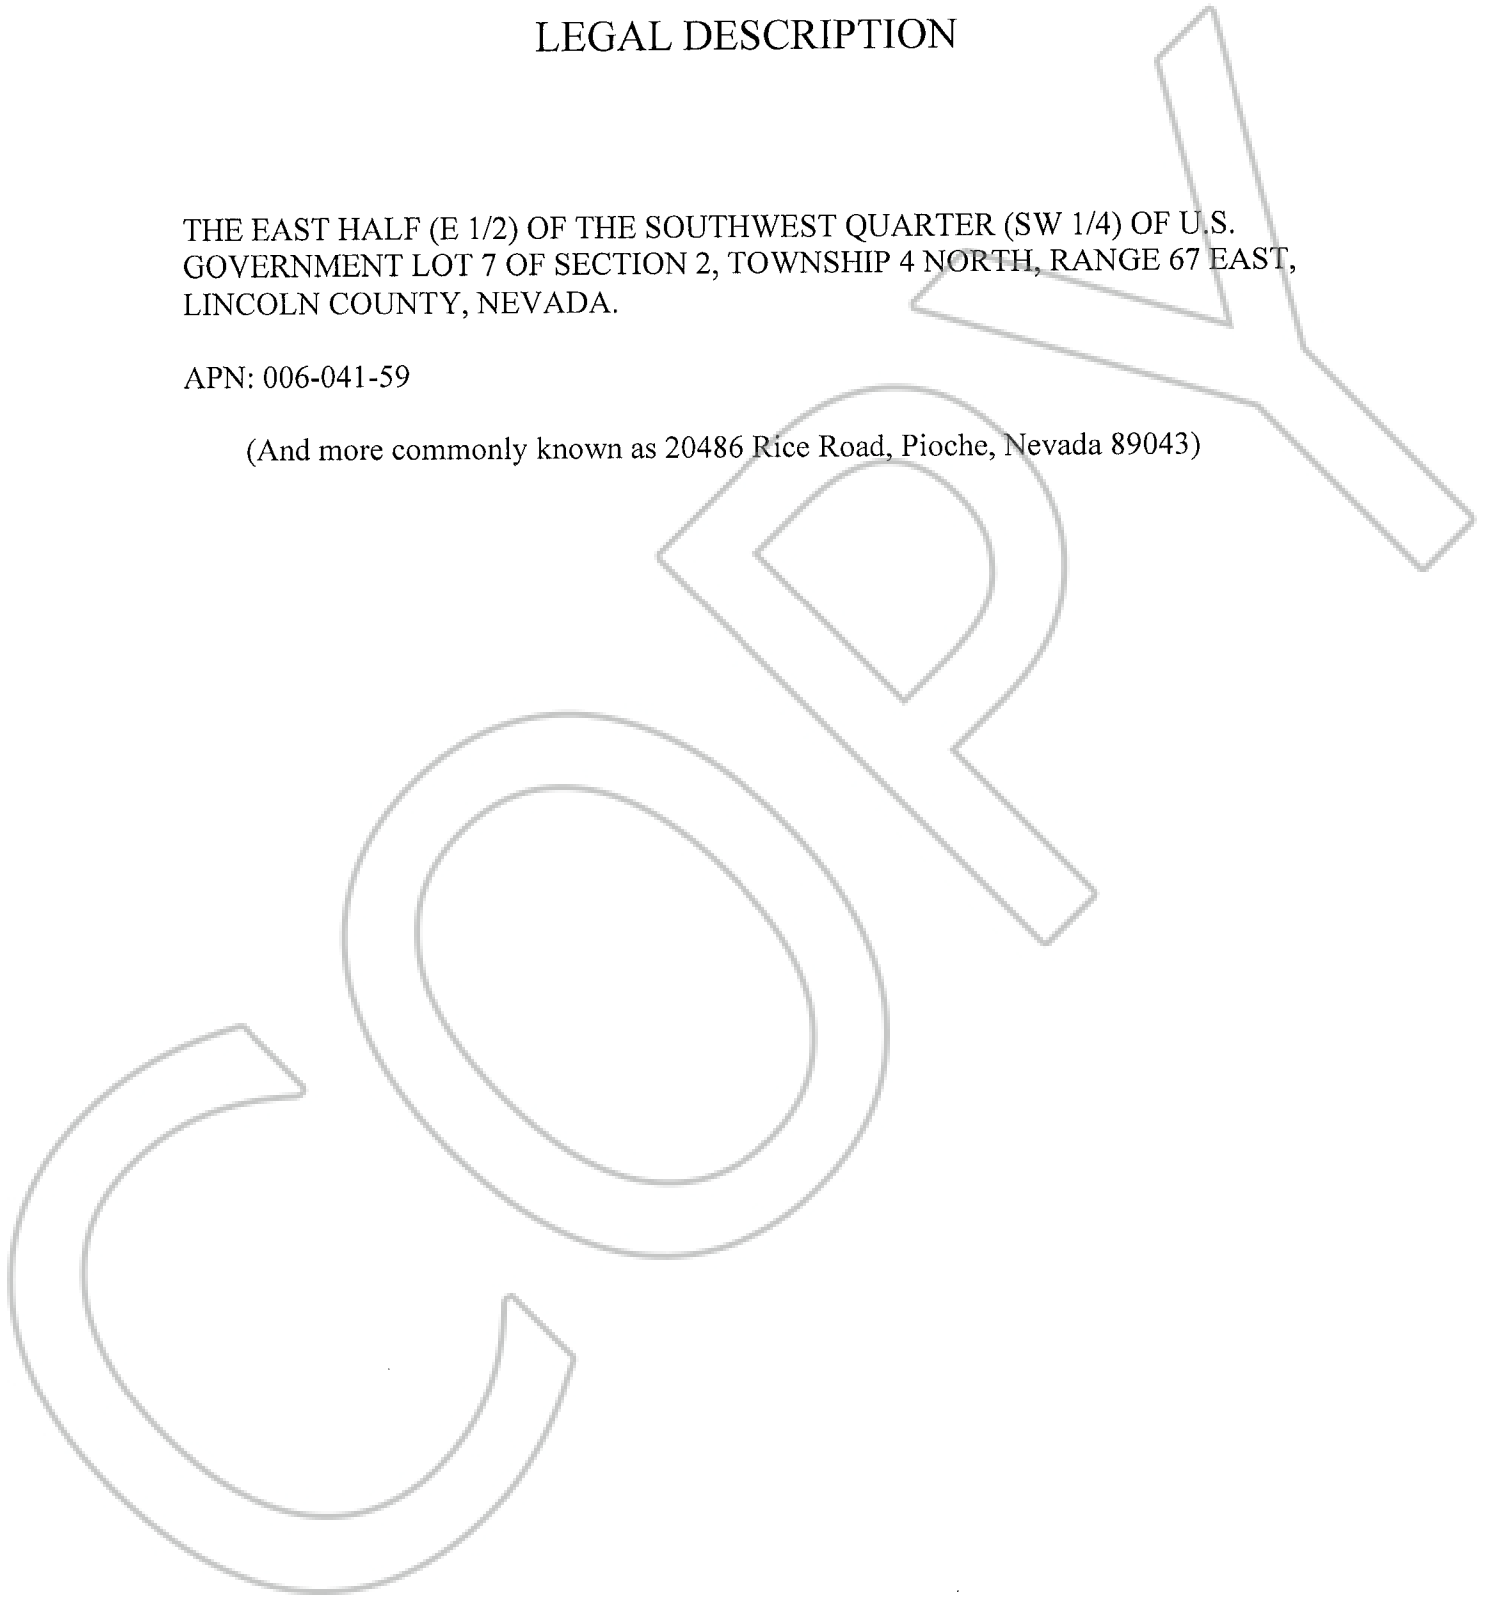 LEGAL DESCRIPTION
THE EAST HALF (E 1/2) OF THE SOUTHWEST QUARTER (SW 1/4) OF U.S.
GOVERNMENT LOT 7 OF SECTION 2, TOWNSHIP 4 NORTH, RANGE 67 EAST,
LINCOLN COUNTY, NEVADA.
APN: 006-041-59
(And more commonly known as 20486 Rice Road, Pioche, Nevada 89043)
COPY